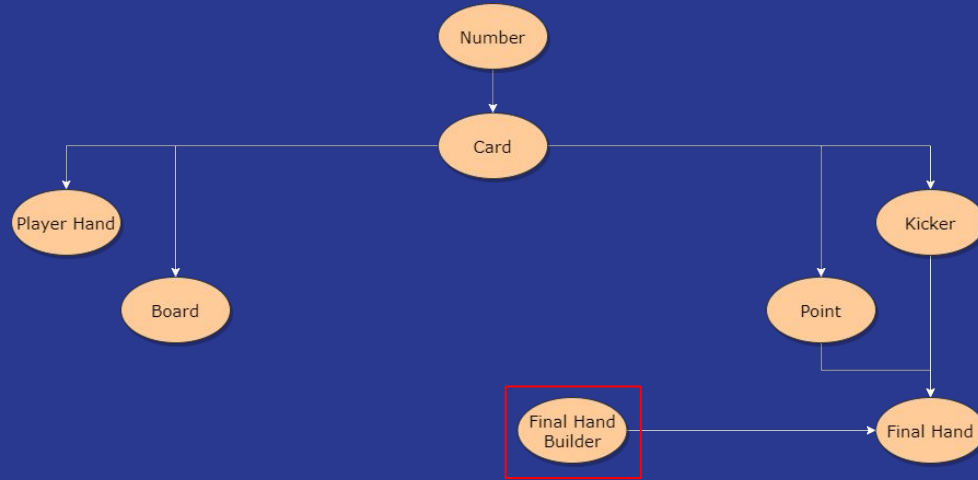 Number
Card
Player Hand
Kicker
Board
Point
Final Hand
Builder
Final Hand